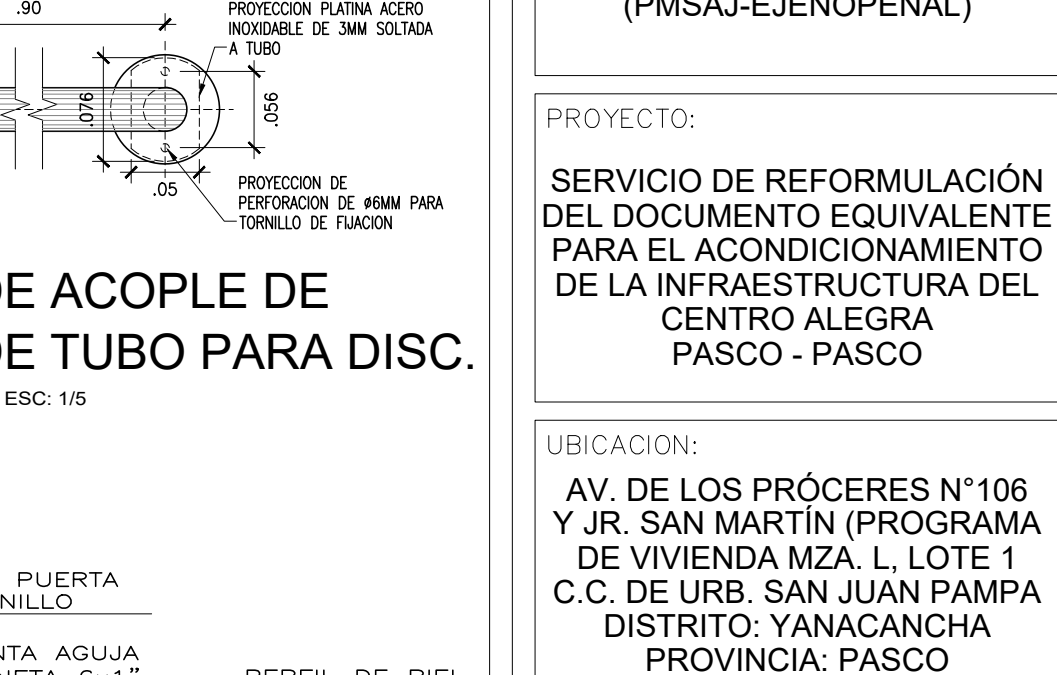 .90
PROYECCION PLATINA ACERO
INOXIDABLE DE 3MM SOLTADA
A TUBO
.076
.056
.05
PROYECCION DE
PERFORACION DE ø6MM PARA
TORNILLO DE FIJACION
DE ACOPLE DE
DE TUBO PARA DISC.
ESC: 1/5
PUERTA
NILLO
NTA AGUJA
(PMSAJ-EJENOPENAL)
PROYECTO:
SERVICIO DE REFORMULACIÓN
DEL DOCUMENTO EQUIVALENTE
PARA EL ACONDICIONAMIENTO
DE LA INFRAESTRUCTURA DEL
CENTRO ALEGRA
PASCO - PASCO
UBICACION:
AV. DE LOS PRÓCERES N°106
Y JR. SAN MARTÍN (PROGRAMA
DE VIVIENDA MZA. L, LOTE 1
C.C. DE URB. SAN JUAN PAMPA
DISTRITO: YANACANCHA
PROVINCIA: PASCO